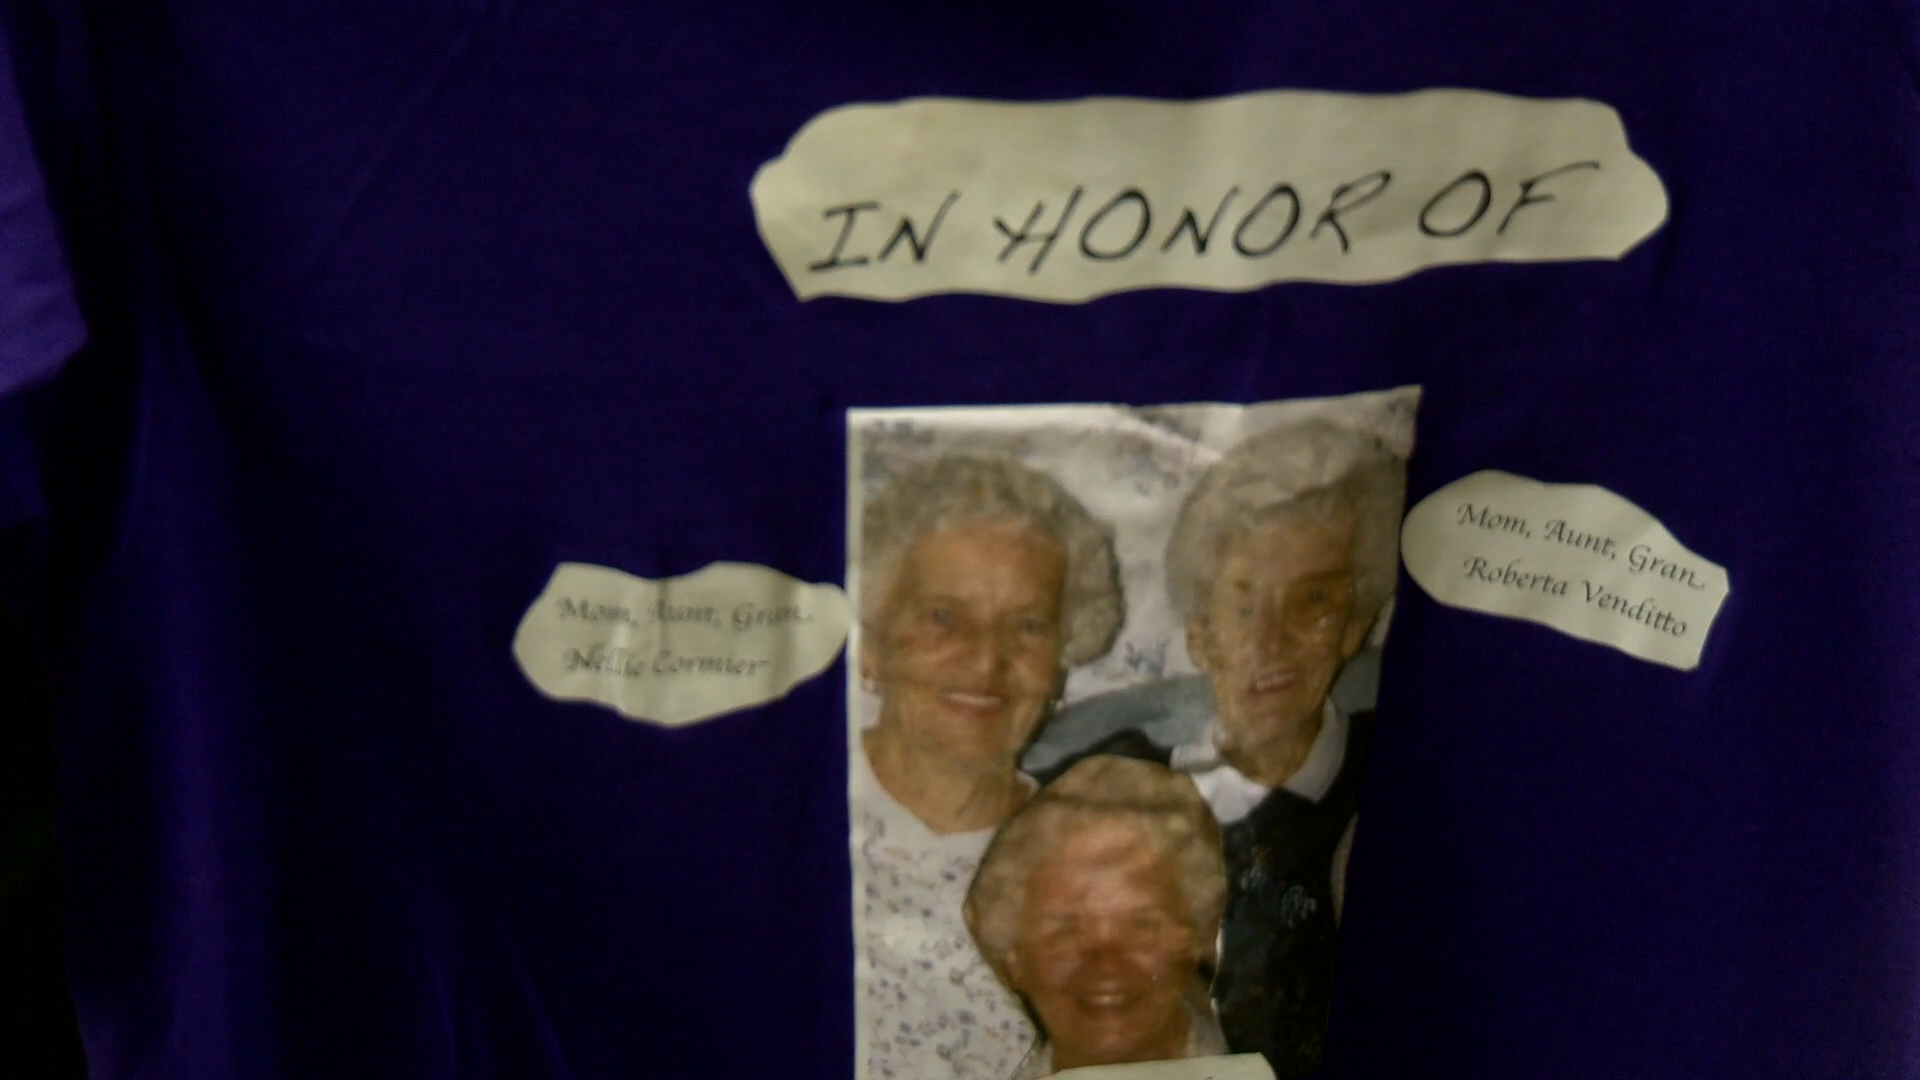 IN HONOR OF
Mom, Aunt, Gran
Nellie Cormier
Mom, Aunt, Gran
Roberta Venditto